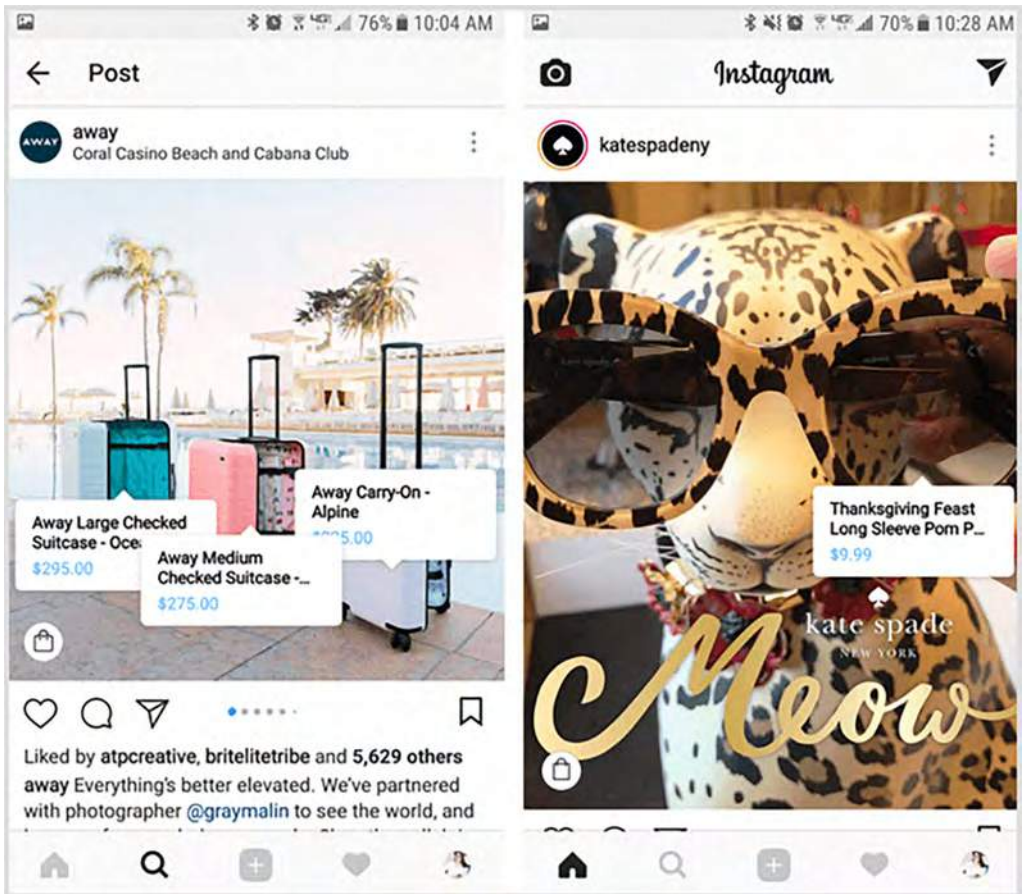 76% 10:04 AM
Post
AWAY
away
Coral Casino Beach and Cabana Club
Away Large Checked
Suitcase -
$295.00
Away Medium
Checked Suitcase -...
$275.00
Away Carry-On -
Alpine
5.00
Liked by atpcreative, britelitetribe and 5,629 others
away Everything's better elevated. We've partnered
with photographer @graymalin to see the world, and
70% 10:28 AM
Instagram
katespadeny
Thanksgiving Feast
Long Sleeve Pom P...
$9.99
kate spade
NEW YORK
Meow